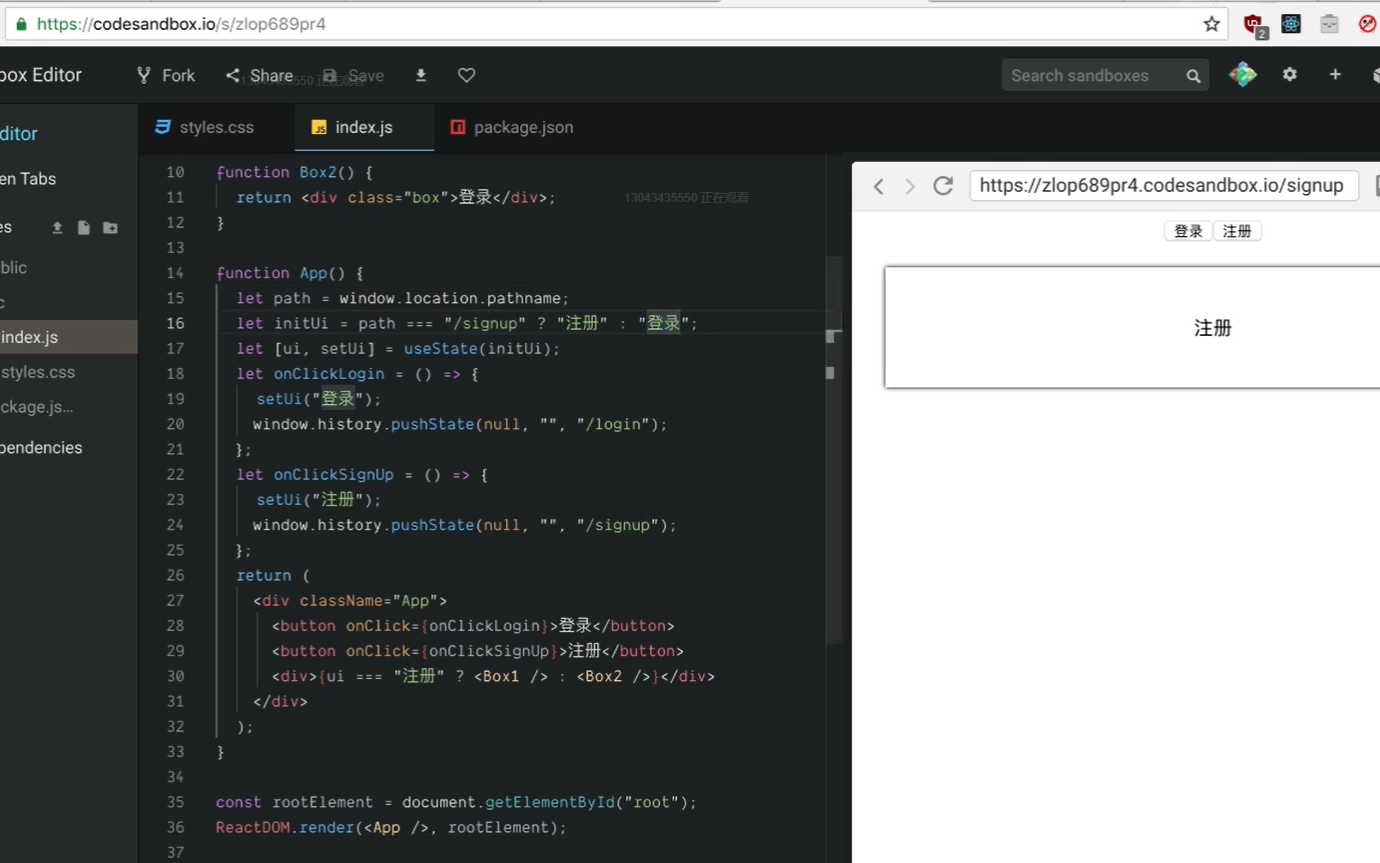 https://codesandbox.io/s/zlop689pr4
2
box Editor
Fork
Share
Save
Search sandboxes
13043435550 正在观看
ditor
en Tabs
es
blic
c
index.js
styles.css
ckage.js...
pendencies
styles.css
JS index.js
package.json
10 function Box2() {
11 return <div class="box">登录</div>;
13043435550 正在观看
12 }
13
14 function App() {
15 let path = window.location.pathname;
16 let initUi = path === "/signup" ? "注册" : "登录";
17 let [ui, setUi] = useState(initUi);
18 let onClickLogin = () => {
19 setUi("登录");
20 window.history.pushState(null, "", "/login");
21 };
22 let onClickSignUp = () => {
23 setUi("注册");
24 window.history.pushState(null, "", "/signup");
25 };
26 return (
27 <div className="App">
28 <button onClick={onClickLogin}>登录</button>
29 <button onClick={onClickSignUp}>注册</button>
30 <div>{ui === "注册" ? <Box1 /> : <Box2 />}</div>
31 </div>
32 );
33 }
34
35 const rootElement = document.getElementById("root");
36 ReactDOM.render(<App />, rootElement);
37
https://zlop689pr4.codesandbox.io/signup
登录 注册
注册